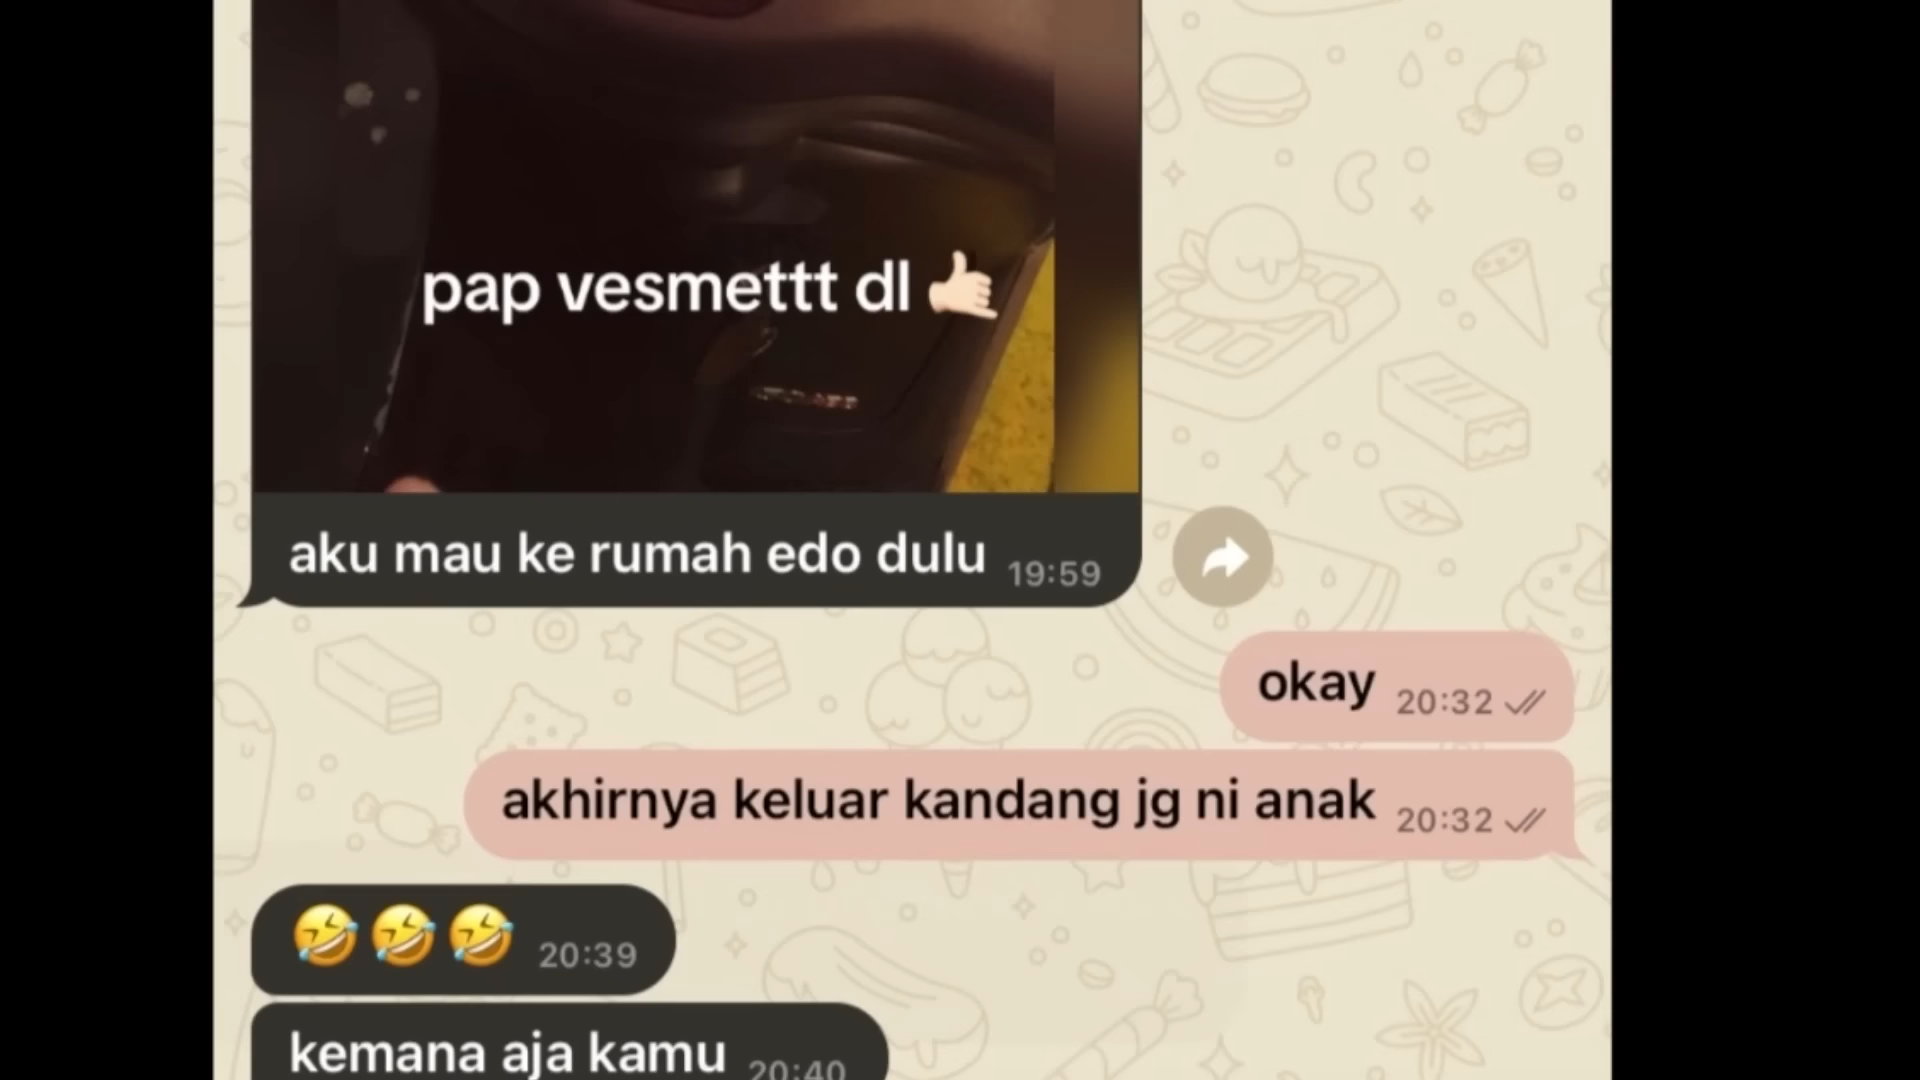 pap vesmettt dl 🤙🏻
aku mau ke rumah edo dulu 19:59
okay 20:32
akhirnya keluar kandang jg ni anak 20:32
🤣🤣🤣 20:39
kemana aja kamu 20:40